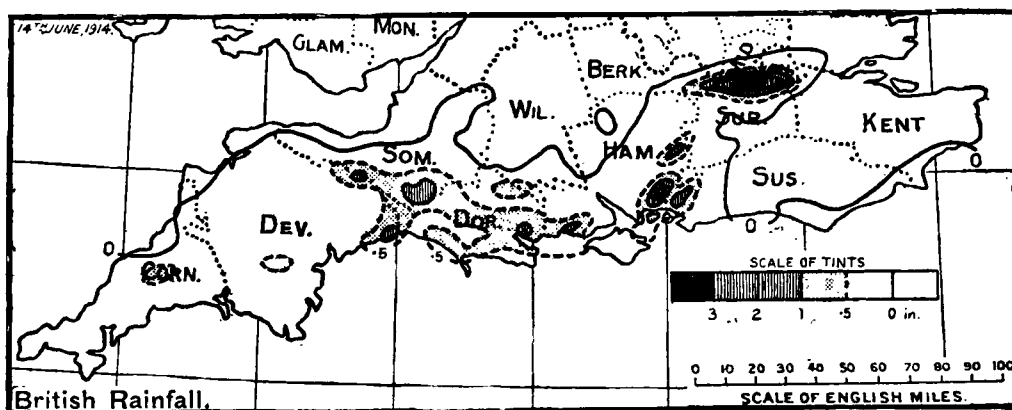 14TH JUNE, 1914.
MON.
GLAM.
BERK.
WIL.
SUR.
KENT
HAM.
SOM.
SUS.
0
DOR.
DEV.
0
0
.5
.5
CORN.
SCALE OF TINTS
3 2 1 .5 0 in.
0 10 20 30 40 50 60 70 80 90 100
SCALE OF ENGLISH MILES.
British Rainfall.